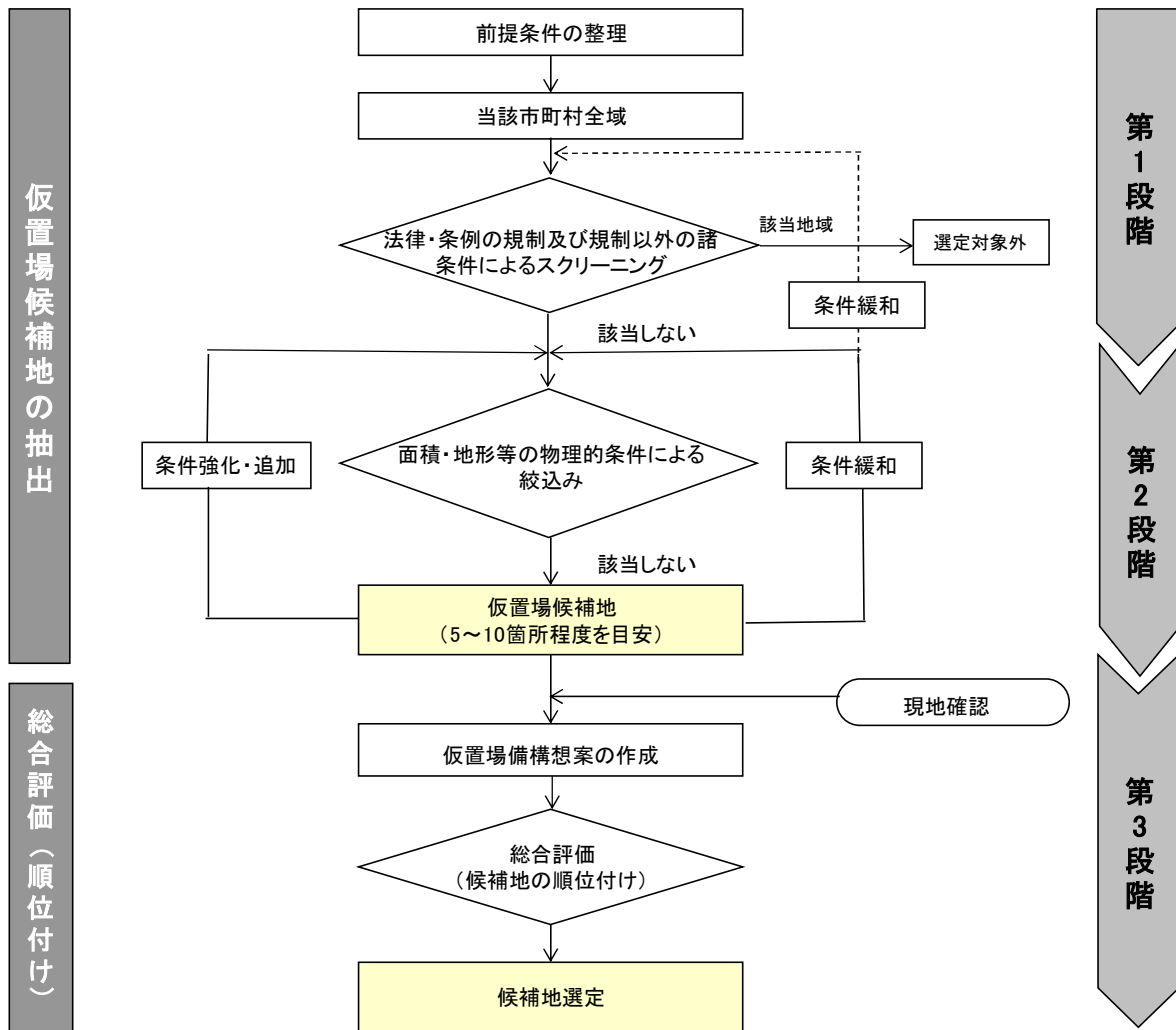 仮置場候補地の抽出
総合評価（順位付け）
前提条件の整理
当該市町村全域
法律・条例の規制及び規制以外の諸
条件によるスクリーニング
該当地域
選定対象外
条件緩和
該当しない
条件強化・追加
面積・地形等の物理的条件による
絞込み
条件緩和
該当しない
仮置場候補地
（5～10箇所程度を目安）
現地確認
仮置場備構想案の作成
総合評価
（候補地の順位付け）
候補地選定
第1段階
第2段階
第3段階